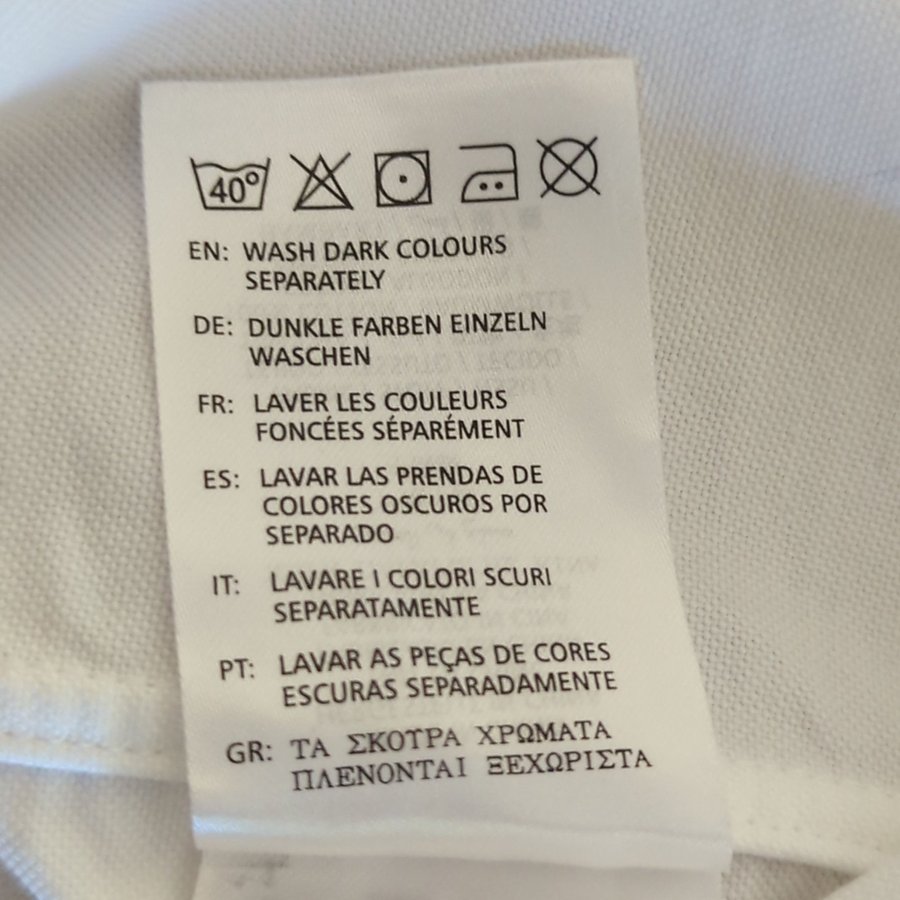 40°
EN: WASH DARK COLOURS
SEPARATELY
DE: DUNKLE FARBEN EINZELN
WASCHEN
FR: LAVER LES COULEURS
FONCÉES SÉPARÉMENT
ES: LAVAR LAS PRENDAS DE
COLORES OSCUROS POR
SEPARADO
IT: LAVARE I COLORI SCURI
SEPARATAMENTE
PT: LAVAR AS PEÇAS DE CORES
ESCURAS SEPARADAMENTE
GR: ΤΑ ΣΚΟΤΡΑ ΧΡΩΜΑΤΑ
ΠΛΕΝΟΝΤΑΙ ΞΕΧΩΡΙΣΤΑ